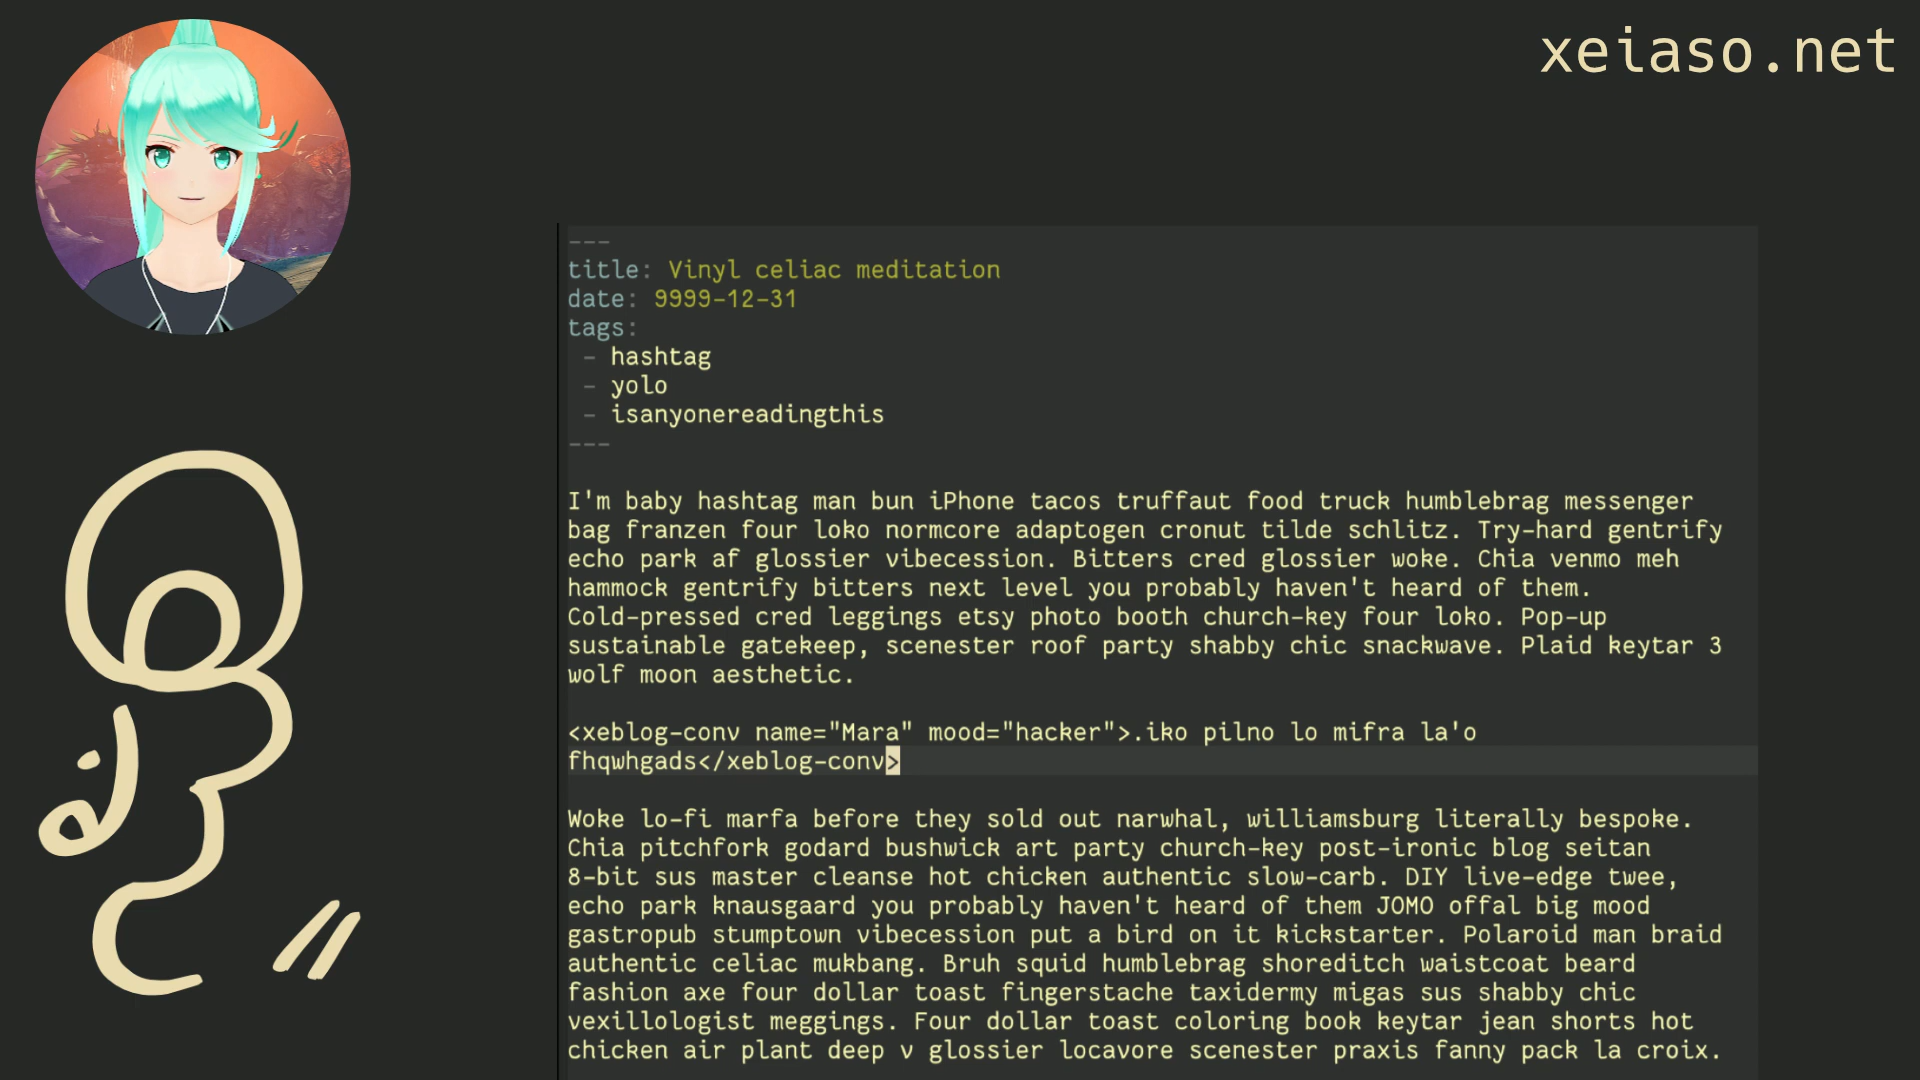 xeiaso.net
---
title: Vinyl celiac meditation
date: 9999-12-31
tags:
- hashtag
- yolo
- isanyonereadingthis
---
I'm baby hashtag man bun iPhone tacos truffaut food truck humblebrag messenger
bag franzen four loko normcore adaptogen cronut tilde schlitz. Try-hard gentrify
echo park af glossier vibecession. Bitters cred glossier woke. Chia venmo meh
hammock gentrify bitters next level you probably haven't heard of them.
Cold-pressed cred leggings etsy photo booth church-key four loko. Pop-up
sustainable gatekeep, scenester roof party shabby chic snackwave. Plaid keytar 3
wolf moon aesthetic.
<xeblog-conv name="Mara" mood="hacker">.iko pilno lo mifra la'o
fhqwhgads</xeblog-conv>
Woke lo-fi marfa before they sold out narwhal, williamsburg literally bespoke.
Chia pitchfork godard bushwick art party church-key post-ironic blog seitan
8-bit sus master cleanse hot chicken authentic slow-carb. DIY live-edge twee,
echo park knausgaard you probably haven't heard of them JOMO offal big mood
gastropub stumptown vibecession put a bird on it kickstarter. Polaroid man braid
authentic celiac mukbang. Bruh squid humblebrag shoreditch waistcoat beard
fashion axe four dollar toast fingerstache taxidermy migas sus shabby chic
vexillologist meggings. Four dollar toast coloring book keytar jean shorts hot
chicken air plant deep v glossier locavore scenester praxis fanny pack la croix.